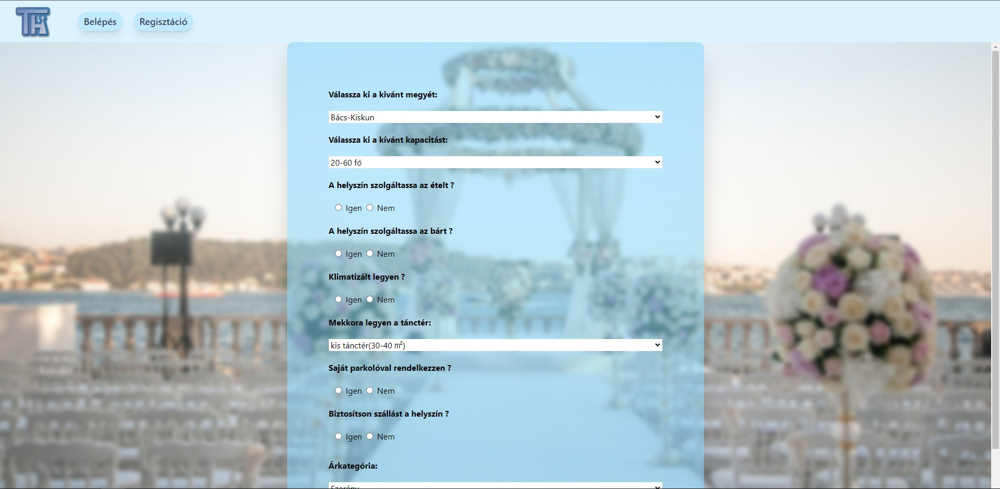 TH
Belépés Regisztáció
Válassza ki a kivánt megyét:
Bács-Kiskun
Válassza ki a kívánt kapacitást:
20-60 fő
A helyszín szolgáltassa az ételt ?
Igen Nem
A helyszín szolgáltassa az bárt ?
Igen Nem
Klimatizált legyen ?
Igen Nem
Mekkora legyen a tánctér:
kis tánctér(30-40 m²)
Saját parkolóval rendelkezzen ?
Igen Nem
Biztosítson szállást a helyszín ?
Igen Nem
Árkategória:
Szerény